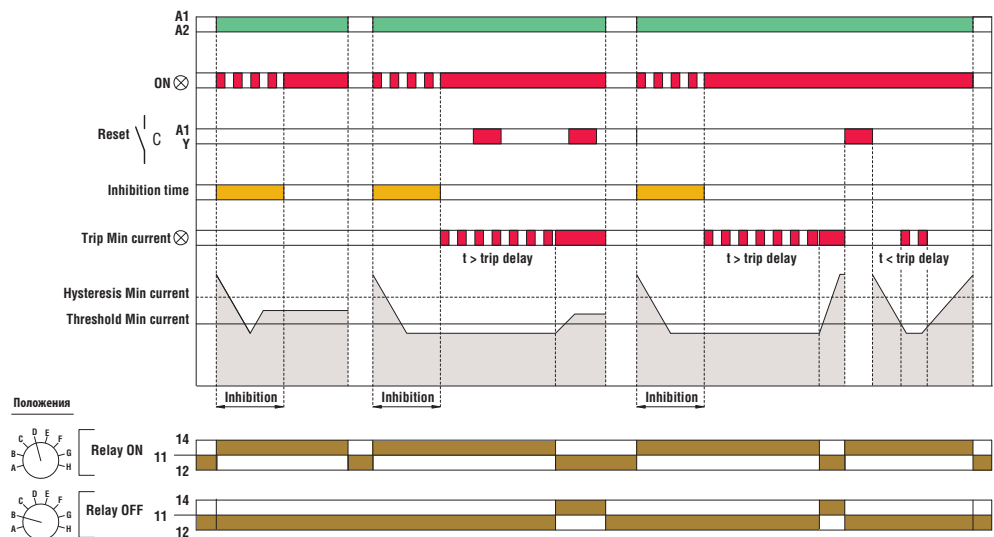 A1
A2
ON
Reset C A1
Y
Inhibition time
Trip Min current
t > trip delay t > trip delay t < trip delay
Hysteresis Min current
Threshold Min current
Inhibition Inhibition Inhibition
Положения
A B C D E F G H
Relay ON 14
11
12
A B C D E F G H
Relay OFF 14
11
12